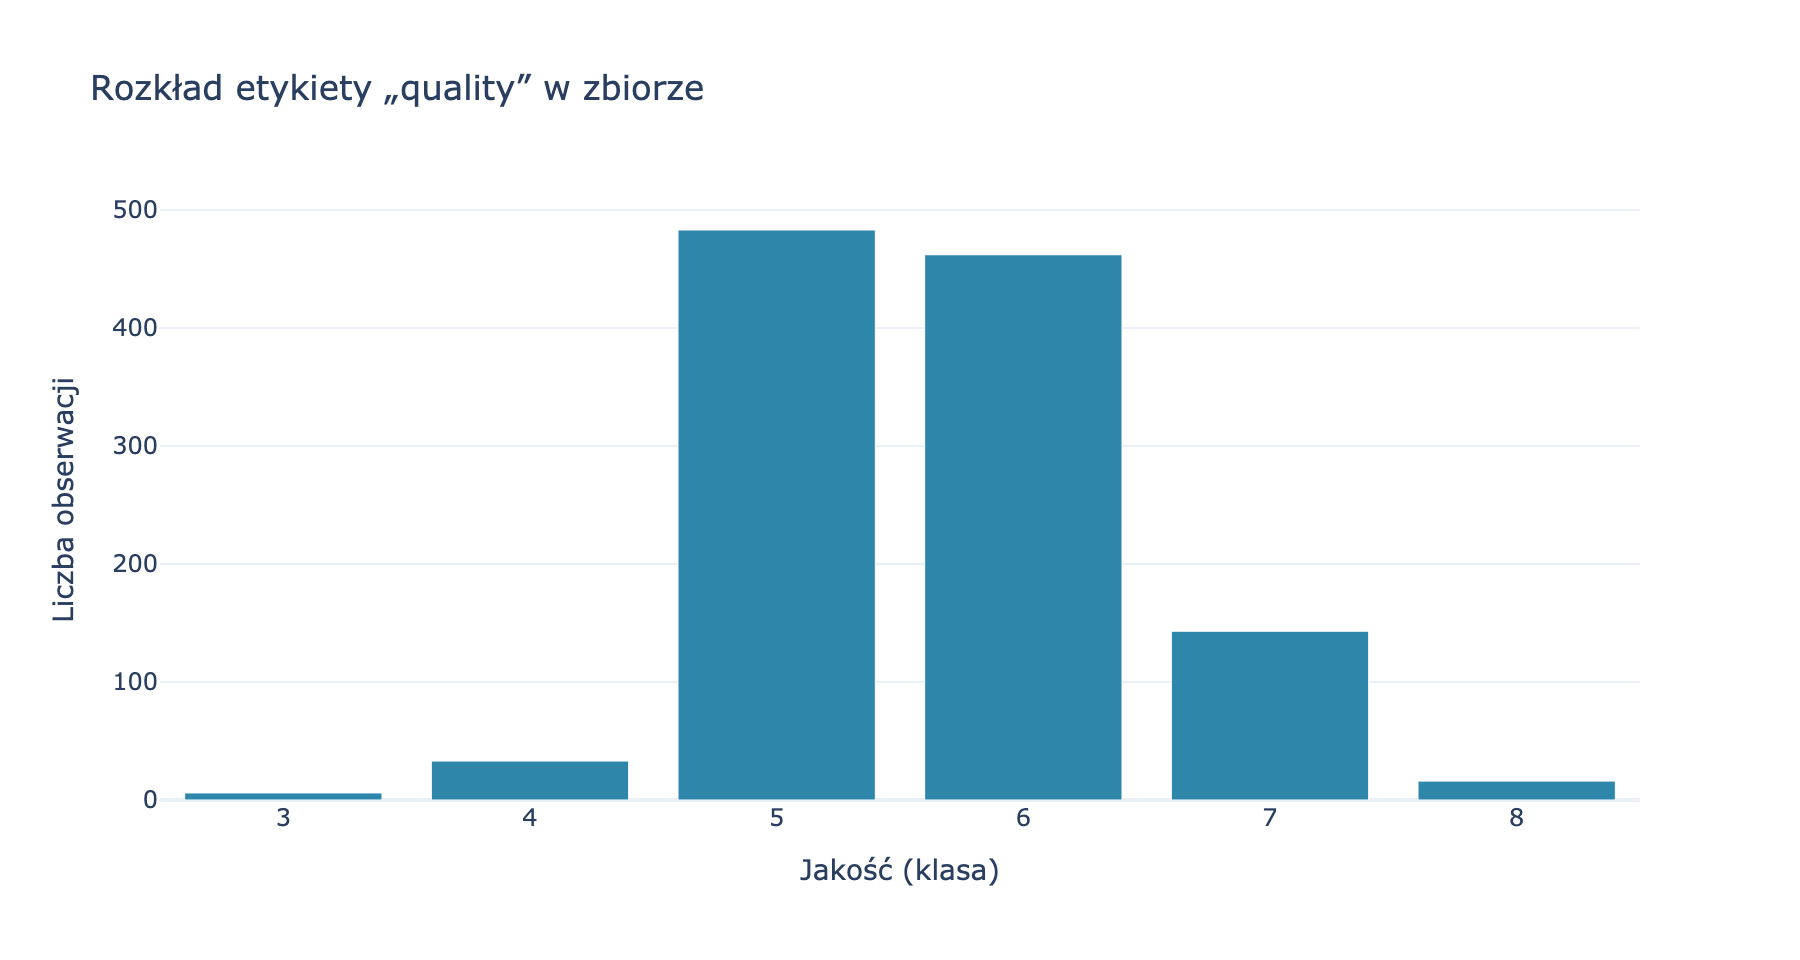 Rozkład etykiety „quality” w zbiorze
500
400
300
200
100
0
Liczba obserwacji
3 4 5 6 7 8
Jakość (klasa)